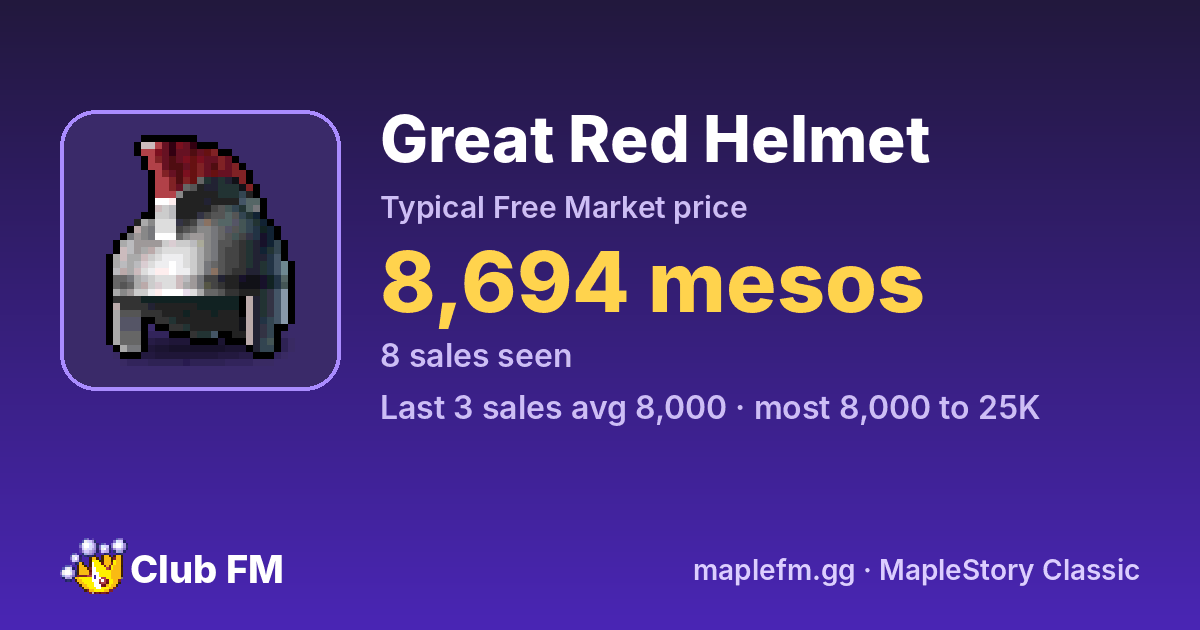 Great Red Helmet
Typical Free Market price
8,694 mesos
8 sales seen
Last 3 sales avg 8,000 · most 8,000 to 25K
Club FM
maplefm.gg · MapleStory Classic